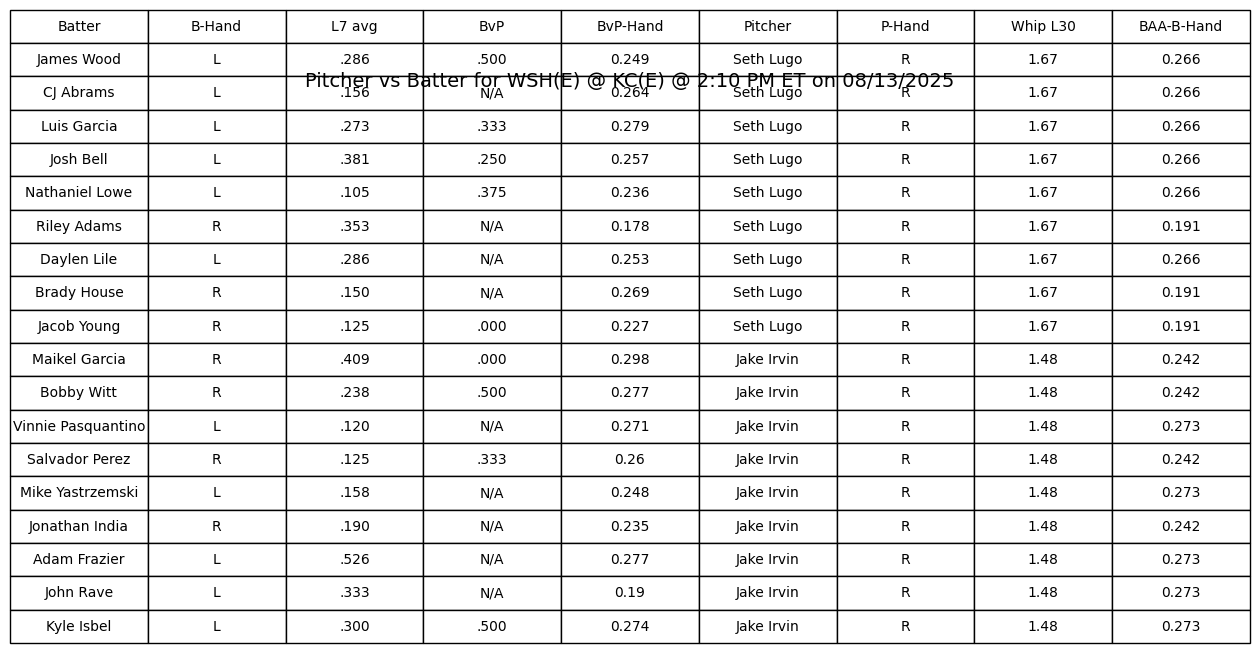 Batter B-Hand L7 avg BvP BvP-Hand Pitcher P-Hand Whip L30 BAA-B-Hand
James Wood L .286 .500 0.249 Seth Lugo R 1.67 0.266
Pitcher vs Batter for WSH(E) @ KC(E) @ 2:10 PM ET on 08/13/2025
CJ Abrams L .156 N/A 0.264 Seth Lugo R 1.67 0.266
Luis Garcia L .273 .333 0.279 Seth Lugo R 1.67 0.266
Josh Bell L .381 .250 0.257 Seth Lugo R 1.67 0.266
Nathaniel Lowe L .105 .375 0.236 Seth Lugo R 1.67 0.266
Riley Adams R .353 N/A 0.178 Seth Lugo R 1.67 0.191
Daylen Lile L .286 N/A 0.253 Seth Lugo R 1.67 0.266
Brady House R .150 N/A 0.269 Seth Lugo R 1.67 0.191
Jacob Young R .125 .000 0.227 Seth Lugo R 1.67 0.191
Maikel Garcia R .409 .000 0.298 Jake Irvin R 1.48 0.242
Bobby Witt R .238 .500 0.277 Jake Irvin R 1.48 0.242
Vinnie Pasquantino L .120 N/A 0.271 Jake Irvin R 1.48 0.273
Salvador Perez R .125 .333 0.26 Jake Irvin R 1.48 0.242
Mike Yastrzemski L .158 N/A 0.248 Jake Irvin R 1.48 0.273
Jonathan India R .190 N/A 0.235 Jake Irvin R 1.48 0.242
Adam Frazier L .526 N/A 0.277 Jake Irvin R 1.48 0.273
John Rave L .333 N/A 0.19 Jake Irvin R 1.48 0.273
Kyle Isbel L .300 .500 0.274 Jake Irvin R 1.48 0.273